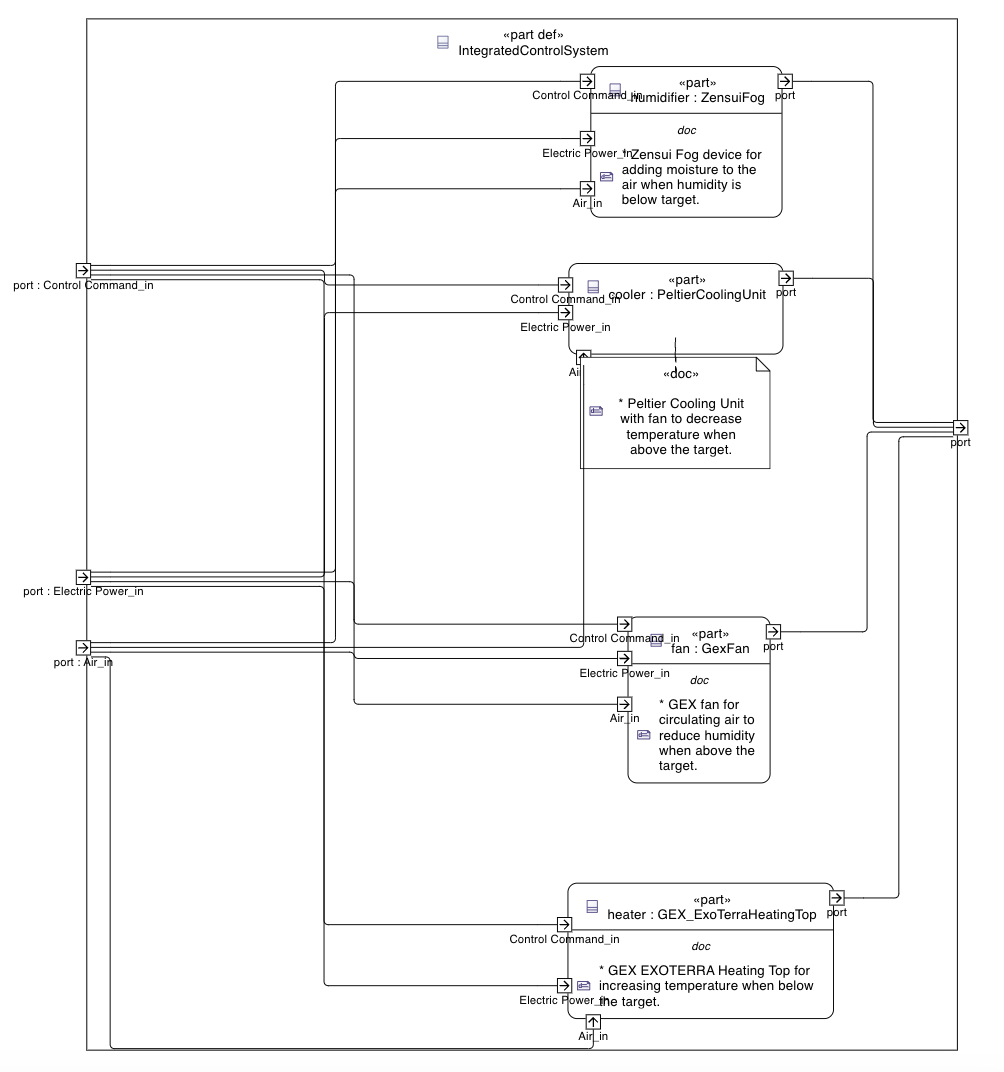 «part def»
IntegratedControlSystem
«part»
humidifier : ZensuiFog
Control Command_in
port
doc
Electric Power_in
* Zensui Fog device for
adding moisture to the
air when humidity is
below target.
Air_in
port : Control Command_in
«part»
cooler : PeltierCoolingUnit
Control Command_in
port
Electric Power_in
Ai
«doc»
* Peltier Cooling Unit
with fan to decrease
temperature when
above the target.
port
port : Electric Power_in
port : Air_in
«part»
fan : GexFan
Control Command_in
port
Electric Power_in
doc
* GEX fan for
circulating air to
reduce humidity
when above the
target.
Air_in
«part»
heater : GEX_ExoTerraHeatingTop
port
Control Command_in
doc
* GEX EXOTERRA Heating Top for
increasing temperature when below
the target.
Electric Power_in
Air_in